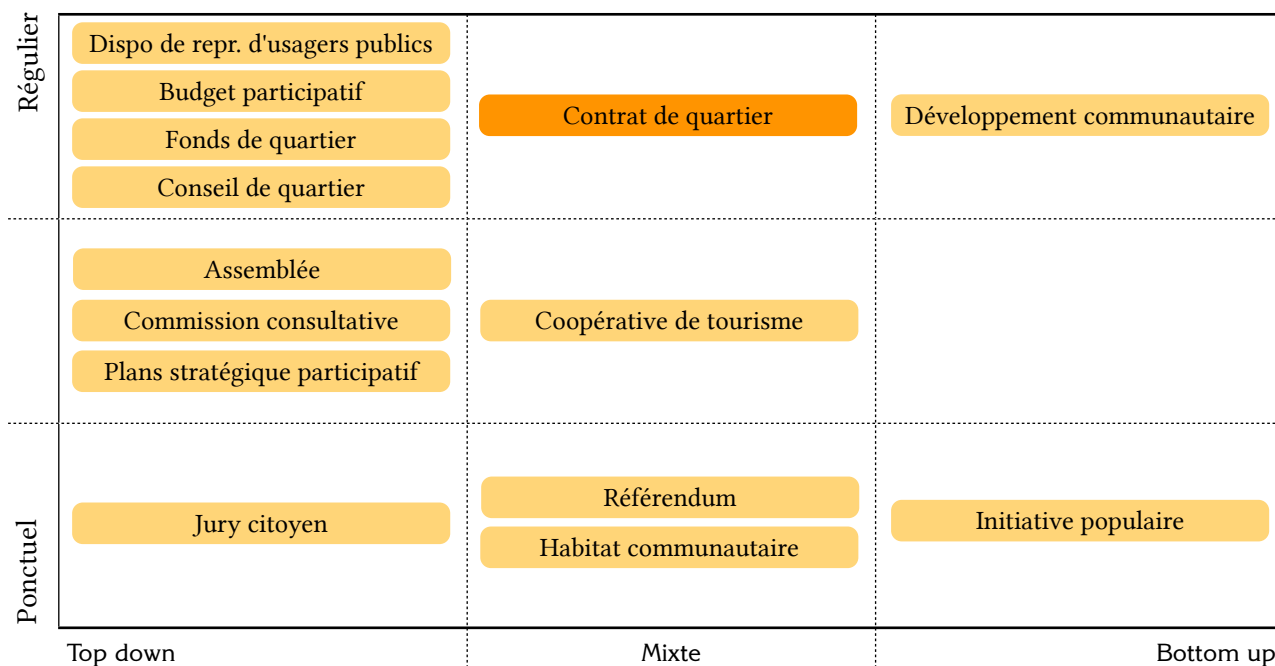 Régulier
Dispo de repr. d'usagers publics
Budget participatif
Fonds de quartier
Conseil de quartier
Contrat de quartier
Développement communautaire
Assemblée
Commission consultative
Plans stratégique participatif
Coopérative de tourisme
Ponctuel
Jury citoyen
Référendum
Habitat communautaire
Initiative populaire
Top down
Mixte
Bottom up